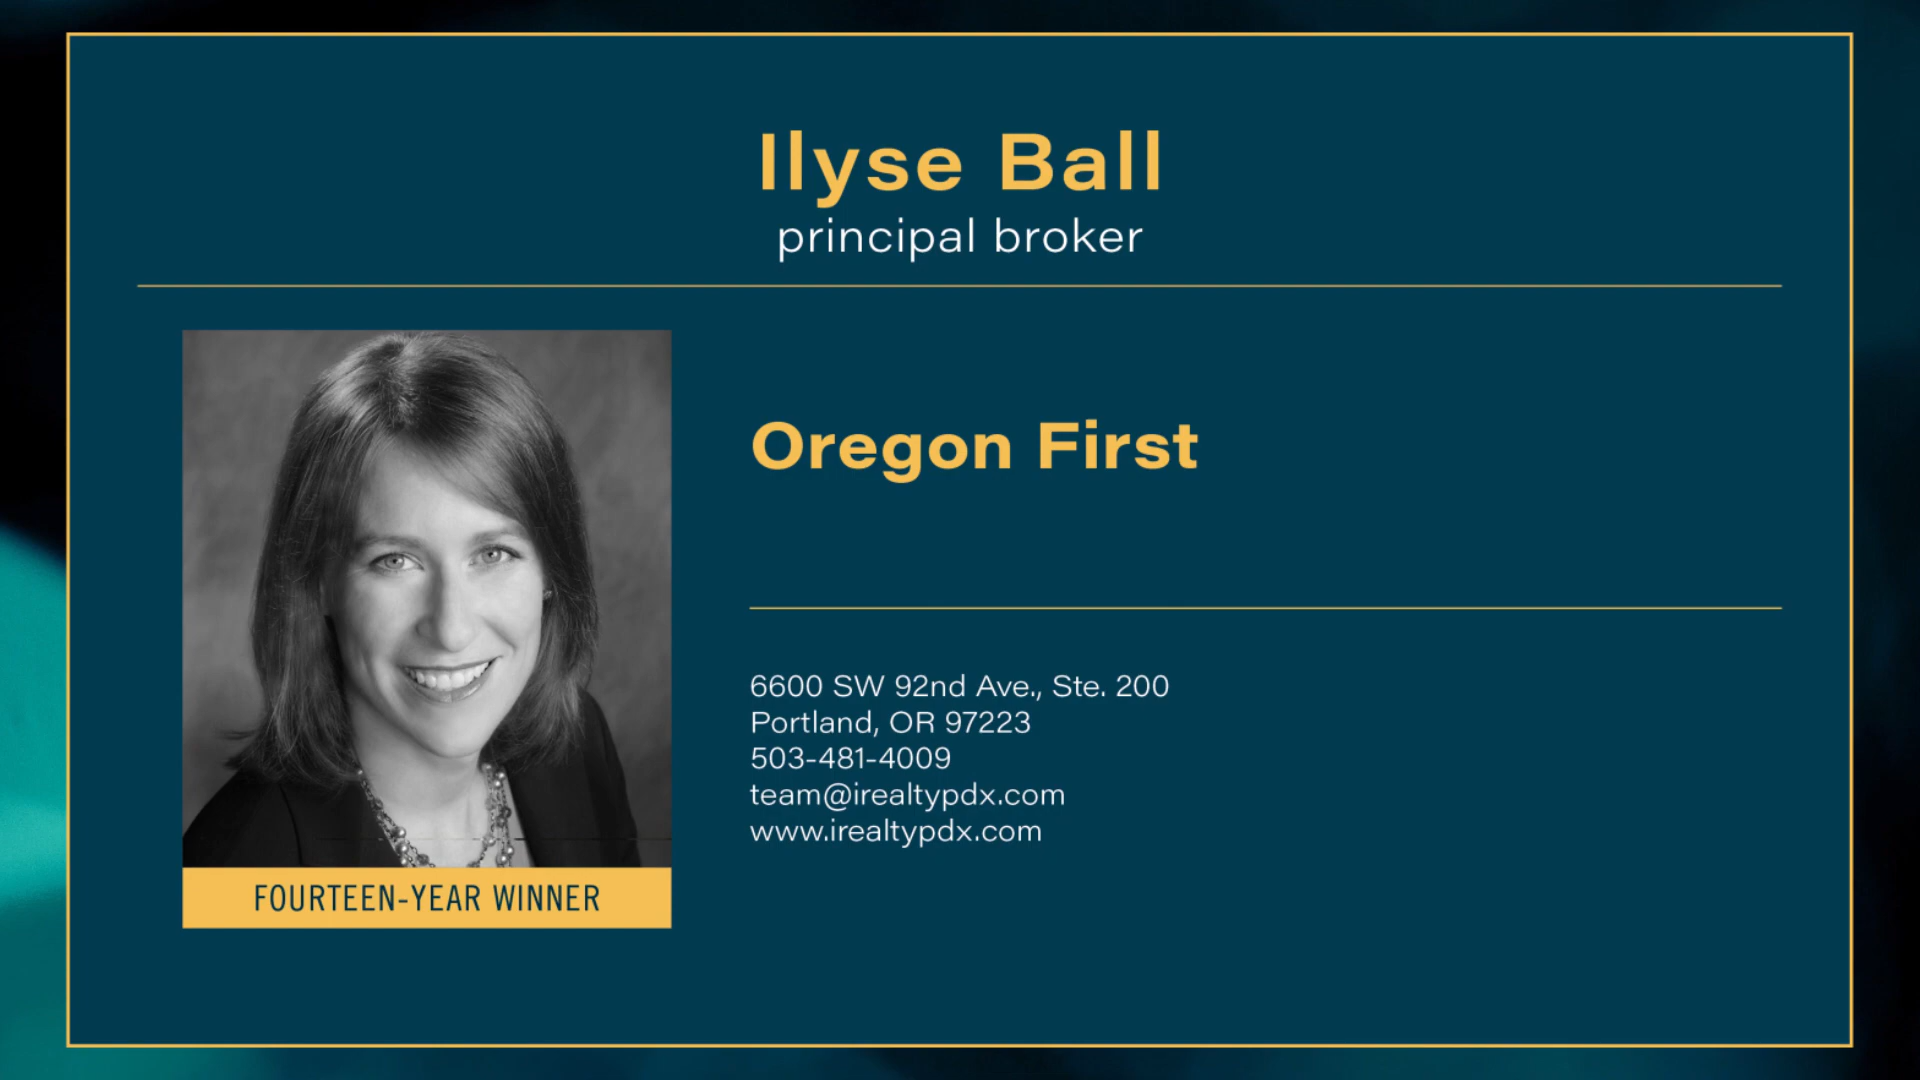 Ilyse Ball
principal broker
Oregon First
6600 SW 92nd Ave., Ste. 200
Portland, OR 97223
503-481-4009
team@irealtypdx.com
www.irealtypdx.com
FOURTEEN-YEAR WINNER